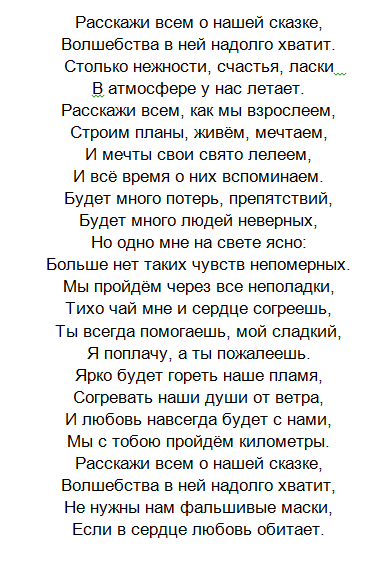 Расскажи всем о нашей сказке,
Волшебства в ней надолго хватит.
Столько нежности, счастья, ласки
В атмосфере у нас летает.
Расскажи всем, как мы взрослеем,
Строим планы, живём, мечтаем,
И мечты свои свято лелеем,
И всё время о них вспоминаем.
Будет много потерь, препятствий,
Будет много людей неверных,
Но одно мне на свете ясно:
Больше нет таких чувств непомерных.
Мы пройдём через все неполадки,
Тихо чай мне и сердце согреешь,
Ты всегда помогаешь, мой сладкий,
Я поплачу, а ты пожалеешь.
Ярко будет гореть наше пламя,
Согревать наши души от ветра,
И любовь навсегда будет с нами,
Мы с тобою пройдём километры.
Расскажи всем о нашей сказке,
Волшебства в ней надолго хватит,
Не нужны нам фальшивые маски,
Если в сердце любовь обитает.